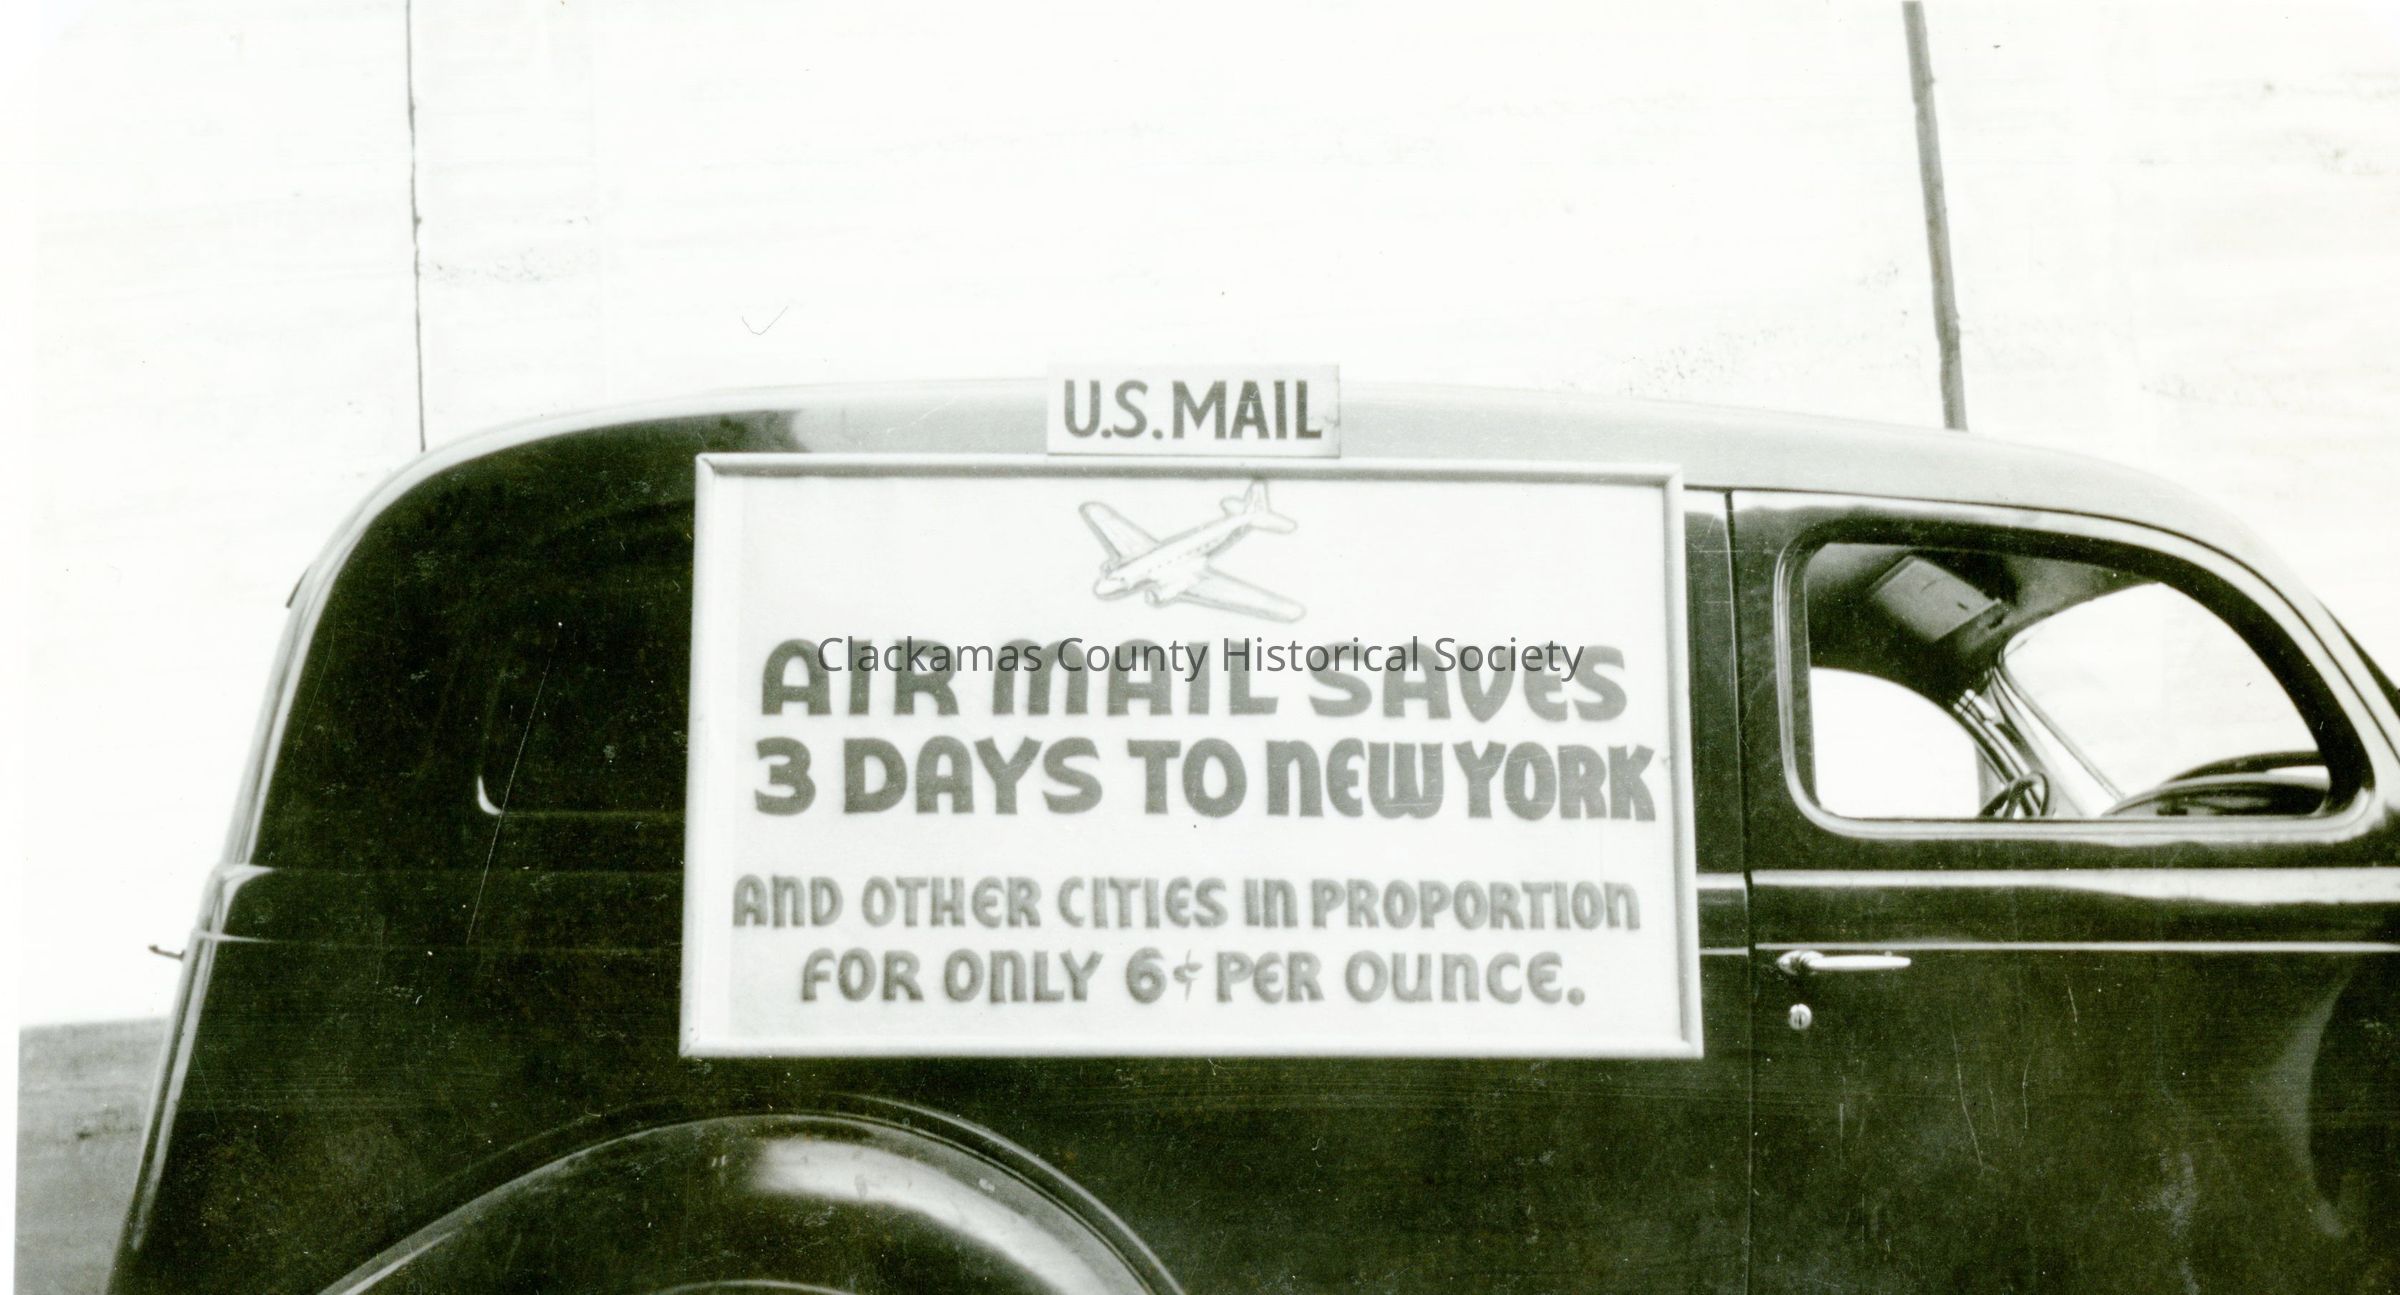 U.S. MAIL
Clackamas County Historical Society
AIR MAIL SAVES
3 DAYS TO NEW YORK
AND OTHER CITIES IN PROPORTION
FOR ONLY 6¢ PER OUNCE.